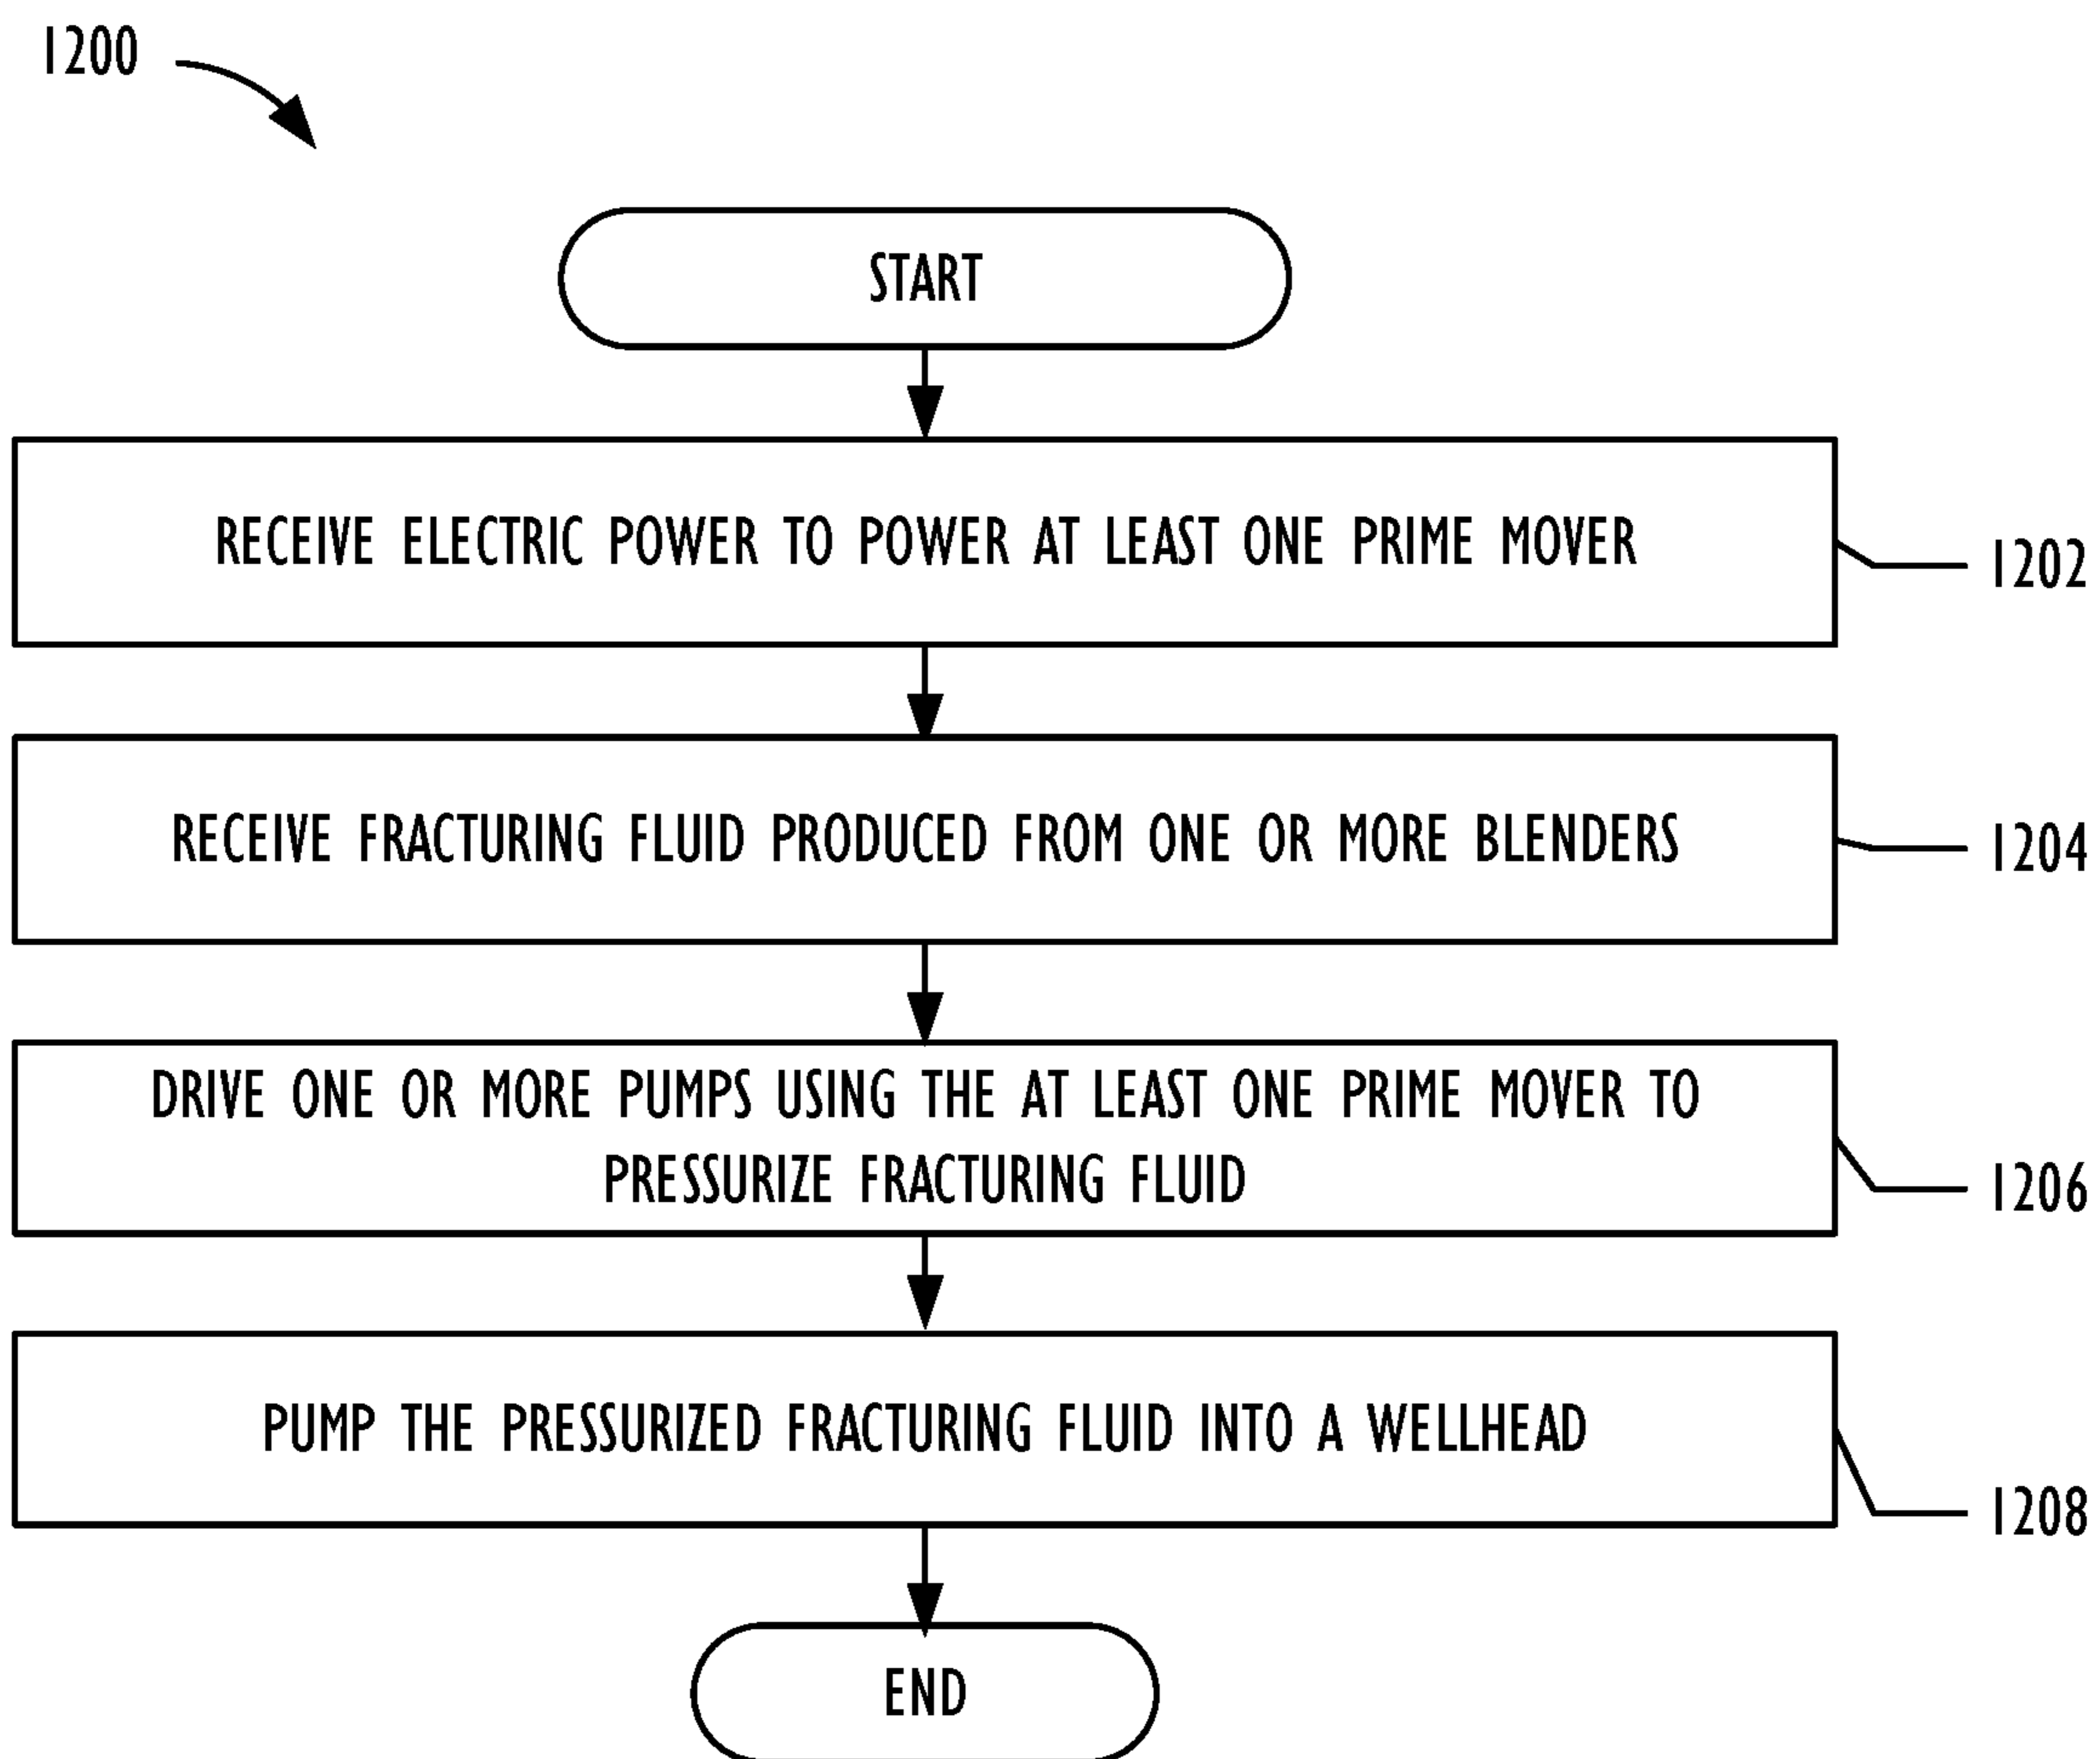 1200
START
RECEIVE ELECTRIC POWER TO POWER AT LEAST ONE PRIME MOVER
1202
RECEIVE FRACTURING FLUID PRODUCED FROM ONE OR MORE BLENDERS
1204
DRIVE ONE OR MORE PUMPS USING THE AT LEAST ONE PRIME MOVER TO
PRESSURIZE FRACTURING FLUID
1206
PUMP THE PRESSURIZED FRACTURING FLUID INTO A WELLHEAD
1208
END